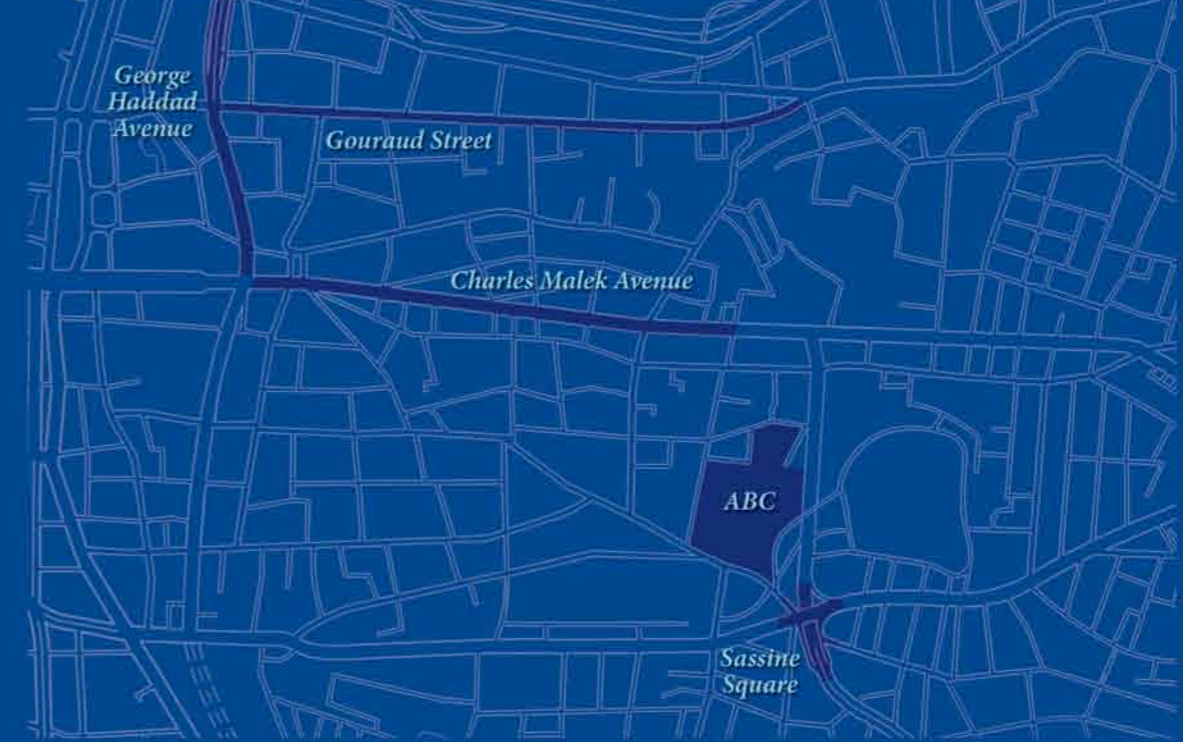 George
Haddad
Avenue
Gouraud Street
Charles Malek Avenue
ABC
Sassine
Square